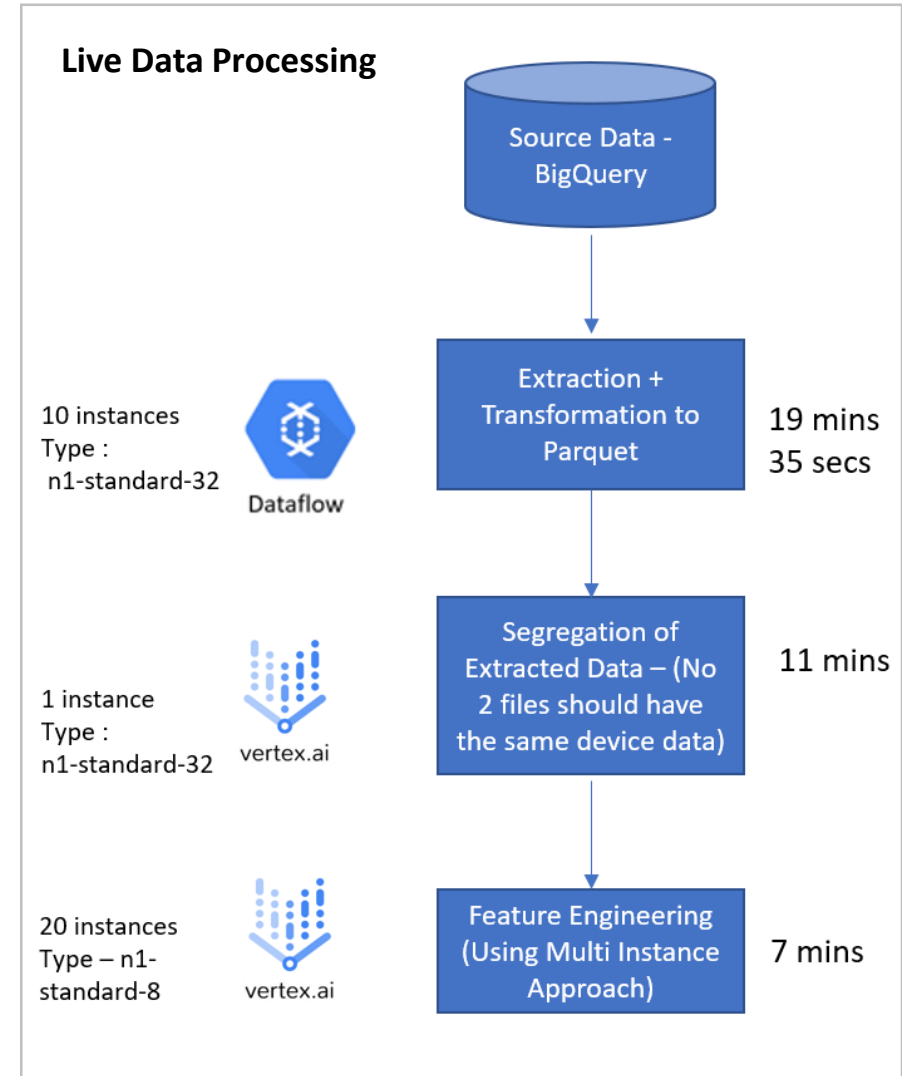 Live Data Processing
Source Data -
BigQuery
10 instances
Type :
n1-standard-32
Dataflow
Extraction +
Transformation to
Parquet
19 mins
35 secs
1 instance
Type :
n1-standard-32
vertex.ai
Segregation of
Extracted Data – (No
2 files should have
the same device data)
11 mins
20 instances
Type – n1-
standard-8
vertex.ai
Feature Engineering
(Using Multi Instance
Approach)
7 mins